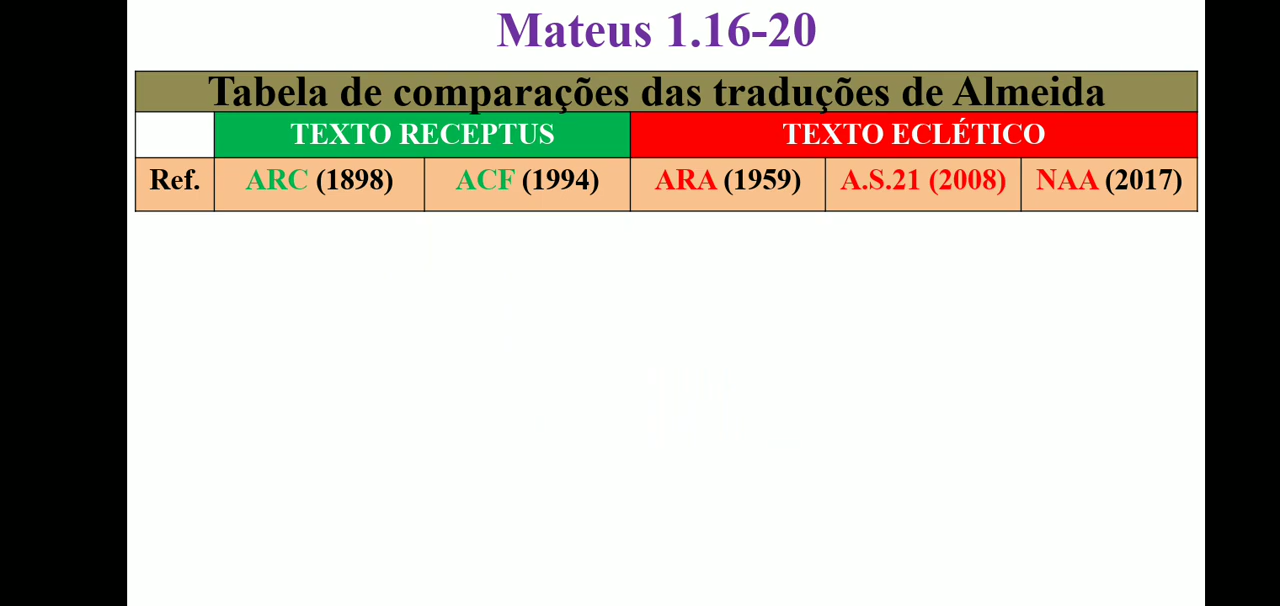 Mateus 1.16-20
Tabela de comparações das traduções de Almeida
TEXTO RECEPTUS TEXTO ECLÉTICO
Ref. ARC (1898) ACF (1994) ARA (1959) A.S.21 (2008) NAA (2017)